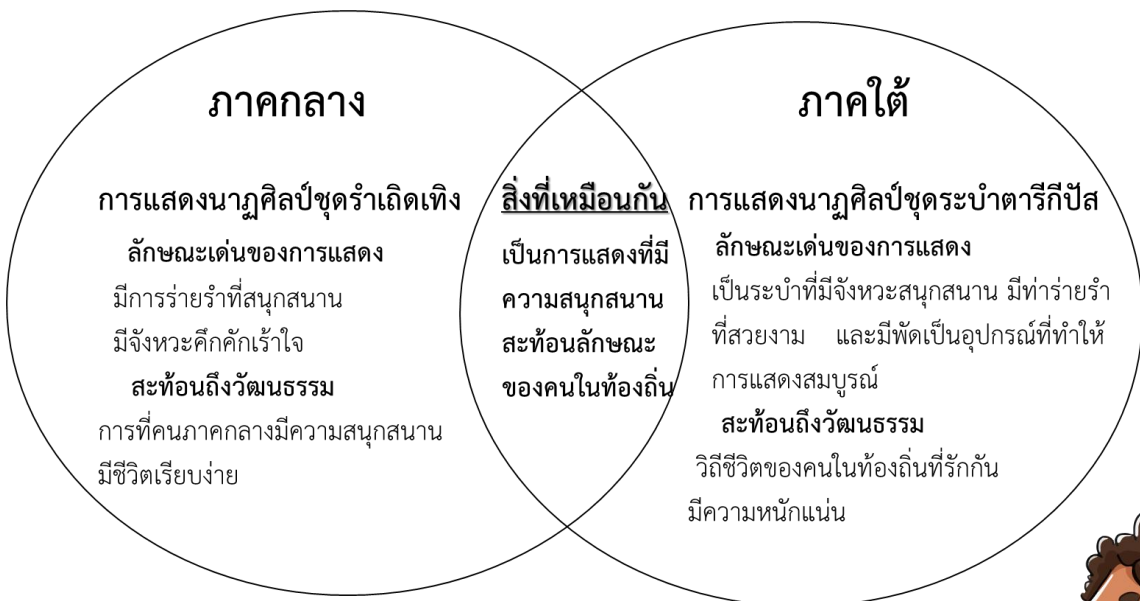 ภาคกลาง
การแสดงนาฏศิลป์ชุดรำเถิดเทิง
ลักษณะเด่นของการแสดง
มีการร่ายรำที่สนุกสนาน
มีจังหวะคึกคักเร้าใจ
สะท้อนถึงวัฒนธรรม
การที่คนภาคกลางมีความสนุกสนาน
มีชีวิตเรียบง่าย
สิ่งที่เหมือนกัน
เป็นการแสดงที่มี
ความสนุกสนาน
สะท้อนลักษณะ
ของคนในท้องถิ่น
ภาคใต้
การแสดงนาฏศิลป์ชุดระบำตารีกีปัส
ลักษณะเด่นของการแสดง
เป็นระบำที่มีจังหวะสนุกสนาน มีท่าร่ายรำ
ที่สวยงาม และมีพัดเป็นอุปกรณ์ที่ทำให้
การแสดงสมบูรณ์
สะท้อนถึงวัฒนธรรม
วิถีชีวิตของคนในท้องถิ่นที่รักกัน
มีความหนักแน่น